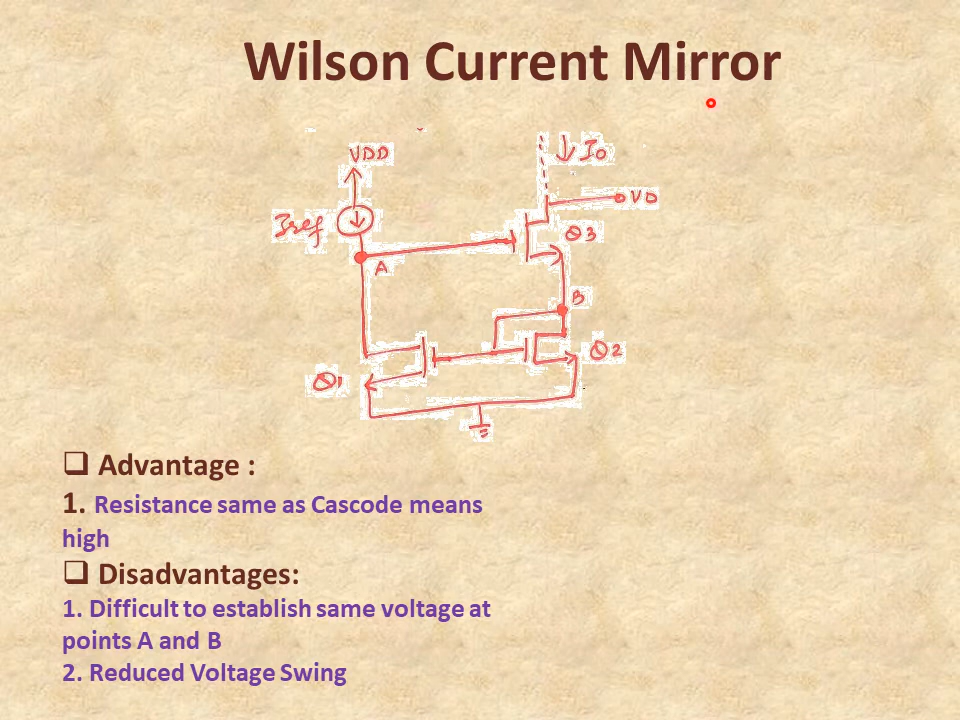 Wilson Current Mirror
VDD
Io
Iref
VO
Q3
A
B
Q2
Q1
❑ Advantage :
1. Resistance same as Cascode means
high
❑ Disadvantages:
1. Difficult to establish same voltage at
points A and B
2. Reduced Voltage Swing